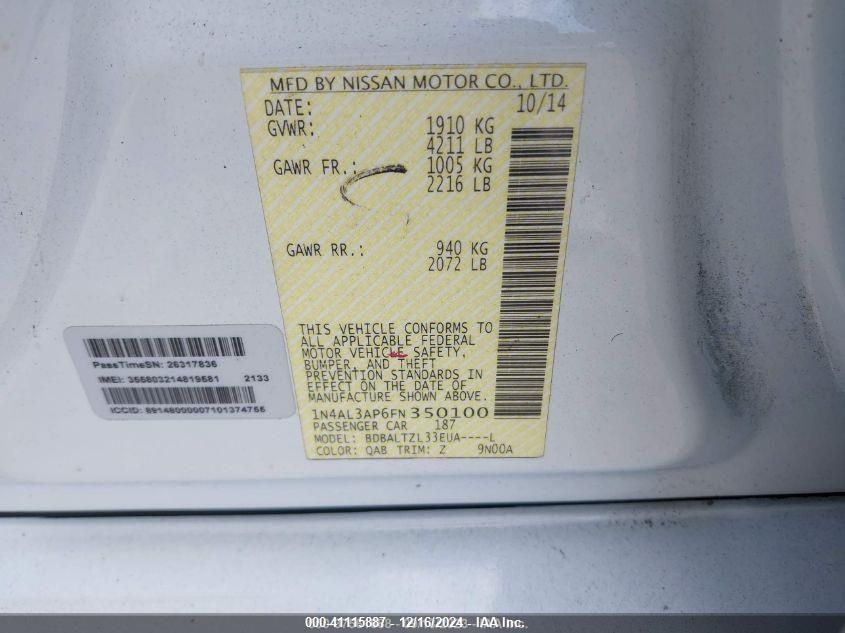 MFD BY NISSAN MOTOR CO., LTD.
DATE: 10/14
GVWR: 1910 KG
4211 LB
GAWR FR.: 1005 KG
2216 LB
GAWR RR.: 940 KG
2072 LB
THIS VEHICLE CONFORMS TO
ALL APPLICABLE FEDERAL
MOTOR VEHICLE SAFETY,
BUMPER, AND THEFT
PREVENTION STANDARDS IN
EFFECT ON THE DATE OF
MANUFACTURE SHOWN ABOVE.
1N4AL3AP6FN350100
PASSENGER CAR 187
MODEL: BDBALTZL33EUA----L
COLOR: QAB TRIM: Z 9N00A
PassTimeSN: 26317836
IMEI: 355803214819581 2133
ICCID: 89148000007101374755
000-41115887 - 12/16/2024 - IAA Inc.